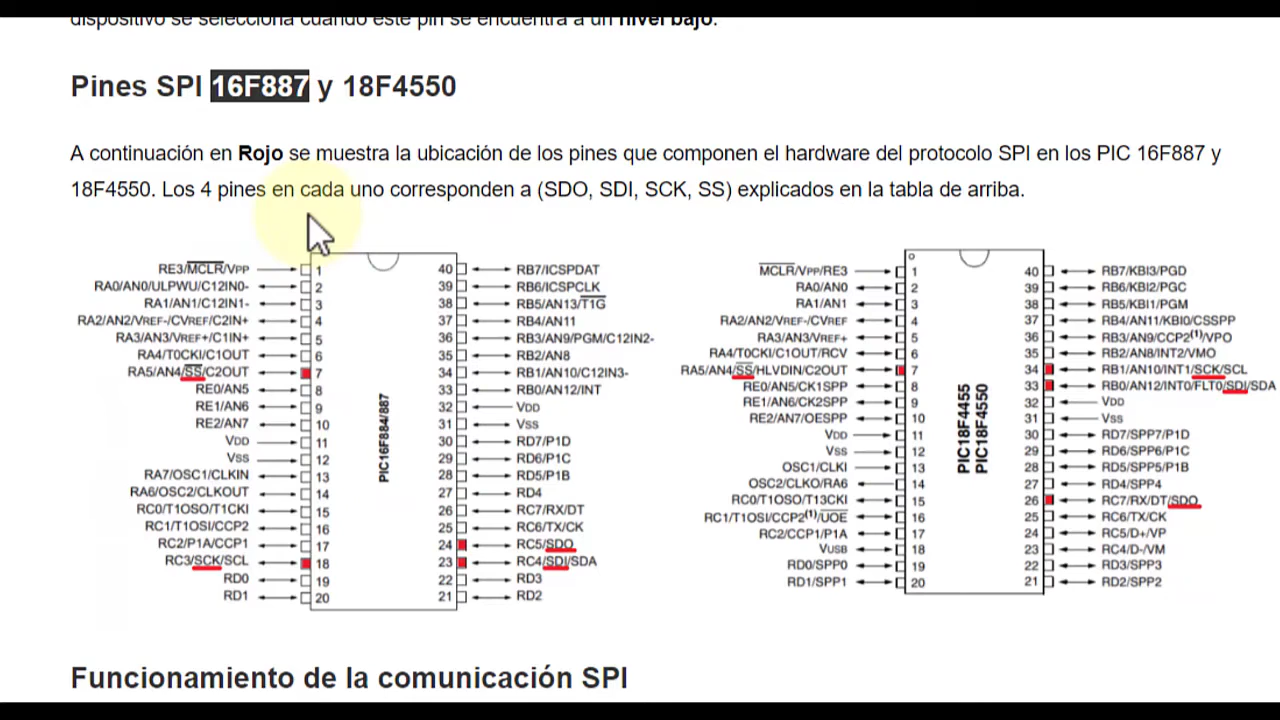 dispositivo se selecciona cuando este pin se encuentra a un nivel bajo.
Pines SPI 16F887 y 18F4550
A continuación en Rojo se muestra la ubicación de los pines que componen el hardware del protocolo SPI en los PIC 16F887 y
18F4550. Los 4 pines en cada uno corresponden a (SDO, SDI, SCK, SS) explicados en la tabla de arriba.
RE3/MCLR/VPP 1
RA0/AN0/ULPWU/C12IN0- 2
RA1/AN1/C12IN1- 3
RA2/AN2/VREF-/CVREF/C2IN+ 4
RA3/AN3/VREF+/C1IN+ 5
RA4/T0CKI/C1OUT 6
RA5/AN4/SS/C2OUT 7
RE0/AN5 8
RE1/AN6 9
RE2/AN7 10
VDD 11
VSS 12
RA7/OSC1/CLKIN 13
RA6/OSC2/CLKOUT 14
RC0/T1OSO/T1CKI 15
RC1/T1OSI/CCP2 16
RC2/P1A/CCP1 17
RC3/SCK/SCL 18
RD0 19
RD1 20
PIC16F884/887
40 RB7/ICSPDAT
39 RB6/ICSPCLK
38 RB5/AN13/T1G
37 RB4/AN11
36 RB3/AN9/PGM/C12IN2-
35 RB2/AN8
34 RB1/AN10/C12IN3-
33 RB0/AN12/INT
32 VDD
31 VSS
30 RD7/P1D
29 RD6/P1C
28 RD5/P1B
27 RD4
26 RC7/RX/DT
25 RC6/TX/CK
24 RC5/SDO
23 RC4/SDI/SDA
22 RD3
21 RD2
MCLR/VPP/RE3 1
RA0/AN0 2
RA1/AN1 3
RA2/AN2/VREF-/CVREF 4
RA3/AN3/VREF+ 5
RA4/T0CKI/C1OUT/RCV 6
RA5/AN4/SS/HLVDIN/C2OUT 7
RE0/AN5/CK1SPP 8
RE1/AN6/CK2SPP 9
RE2/AN7/OESPP 10
VDD 11
VSS 12
OSC1/CLKI 13
OSC2/CLKO/RA6 14
RC0/T1OSO/T13CKI 15
RC1/T1OSI/CCP2(1)/UOE 16
RC2/CCP1/P1A 17
VUSB 18
RD0/SPP0 19
RD1/SPP1 20
PIC18F4455
PIC18F4550
40 RB7/KBI3/PGD
39 RB6/KBI2/PGC
38 RB5/KBI1/PGM
37 RB4/AN11/KBI0/CSSPP
36 RB3/AN9/CCP2(1)/VPO
35 RB2/AN8/INT2/VMO
34 RB1/AN10/INT1/SCK/SCL
33 RB0/AN12/INT0/FLT0/SDI/SDA
32 VDD
31 VSS
30 RD7/SPP7/P1D
29 RD6/SPP6/P1C
28 RD5/SPP5/P1B
27 RD4/SPP4
26 RC7/RX/DT/SDO
25 RC6/TX/CK
24 RC5/D+/VP
23 RC4/D-/VM
22 RD3/SPP3
21 RD2/SPP2
Funcionamiento de la comunicación SPI